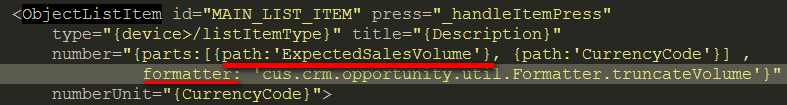 <ObjectListItem id="MAIN_LIST_ITEM" press="_handleItemPress"
type="{device>/listItemType}" title="{Description}"
number="{parts:[{path:'ExpectedSalesVolume'}, {path:'CurrencyCode'}] ,
formatter: 'cus.crm.opportunity.util.Formatter.truncateVolume'}"
numberUnit="{CurrencyCode}">